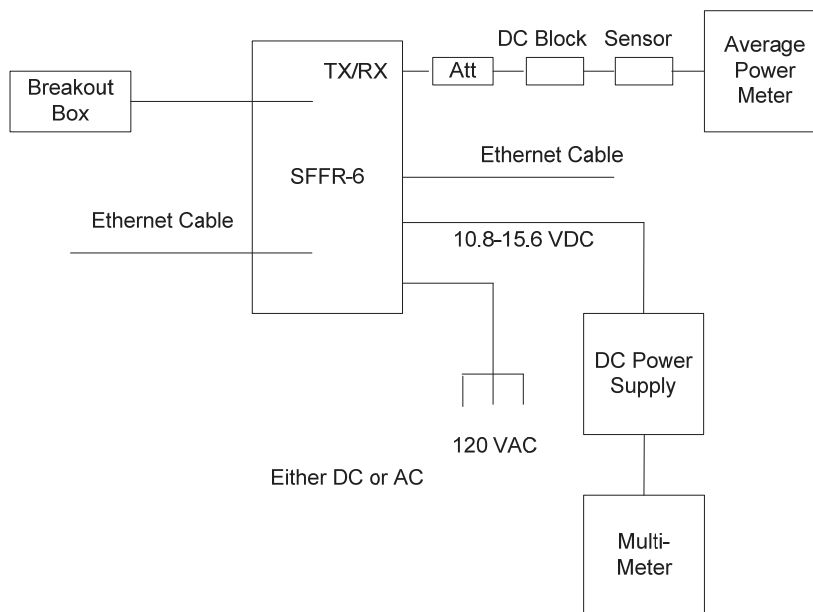 DC Block
Sensor
Average
Power
Meter
TX/RX
Att
Breakout
Box
Ethernet Cable
SFFR-6
Ethernet Cable
10.8-15.6 VDC
DC Power
Supply
120 VAC
Either DC or AC
Multi-
Meter